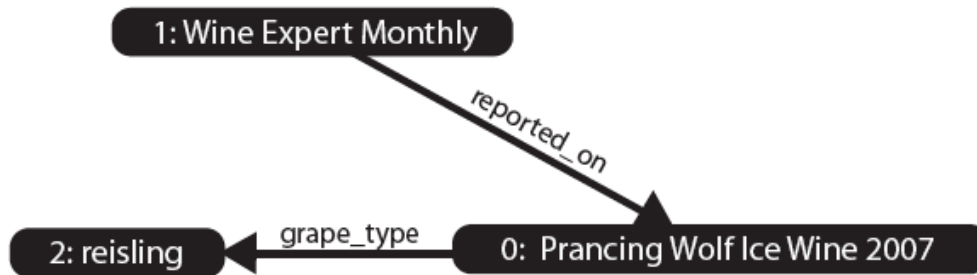 1: Wine Expert Monthly
reported_on
grape_type
2: reisling
0: Prancing Wolf Ice Wine 2007